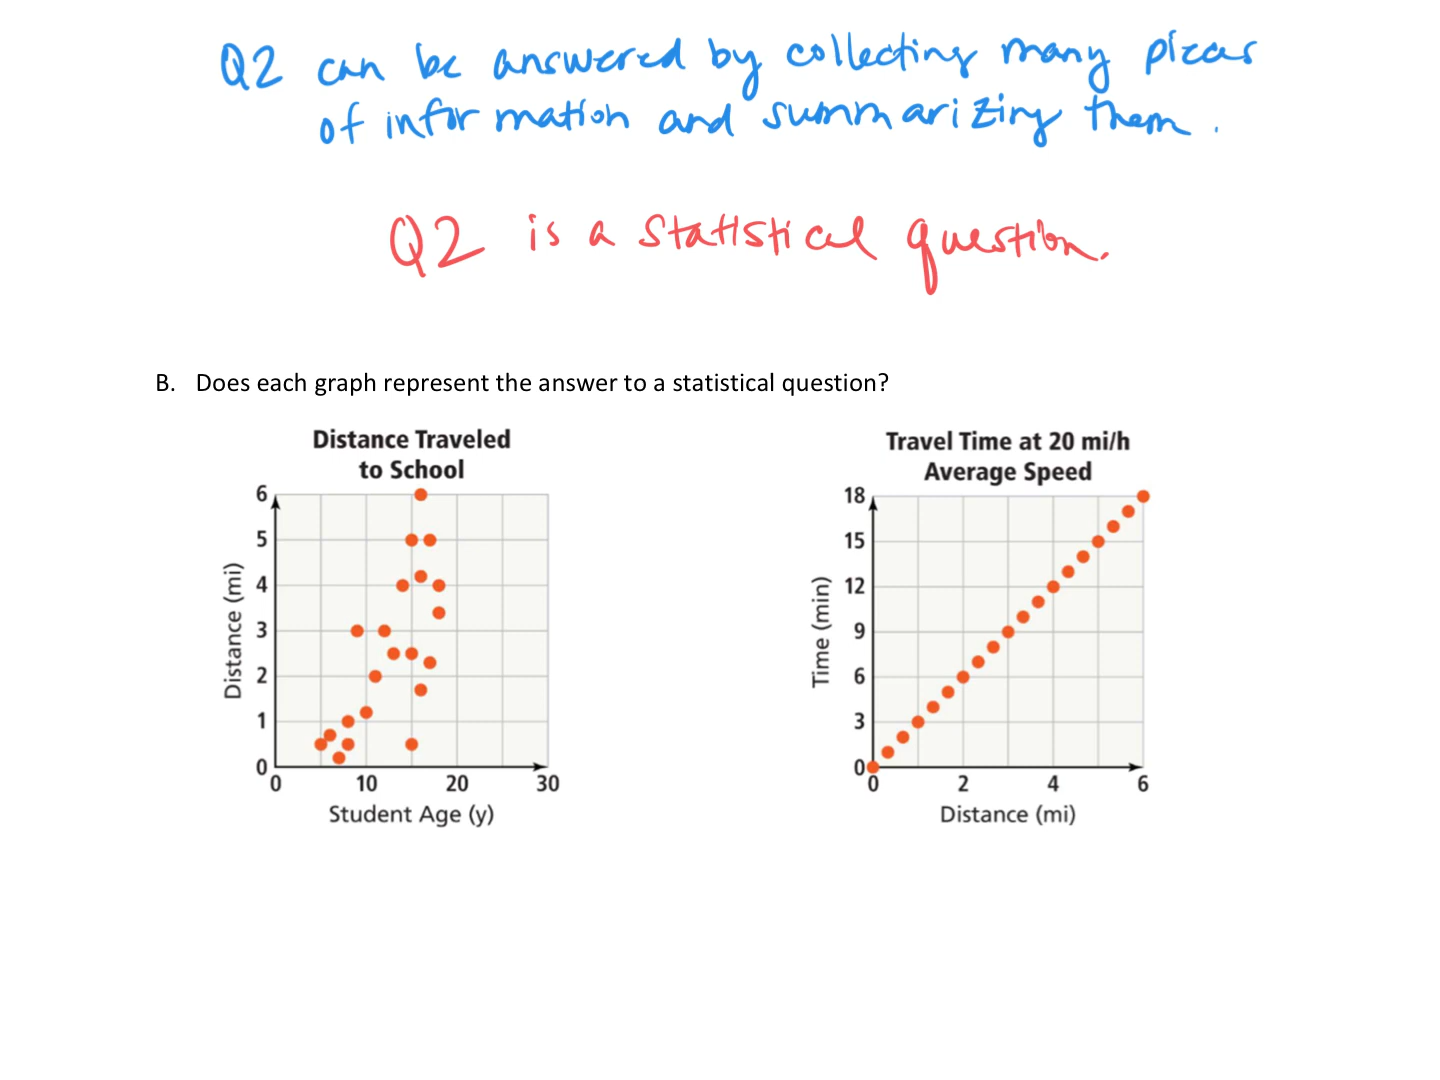 Q2 can be answered by collecting many pieces
of information and summarizing them.
Q2 is a statistical question.
B. Does each graph represent the answer to a statistical question?
Distance Traveled
to School
6
5
4
3
2
1
0
Distance (mi)
0 10 20 30
Student Age (y)
Travel Time at 20 mi/h
Average Speed
18
15
12
9
6
3
0
Time (min)
0 2 4 6
Distance (mi)